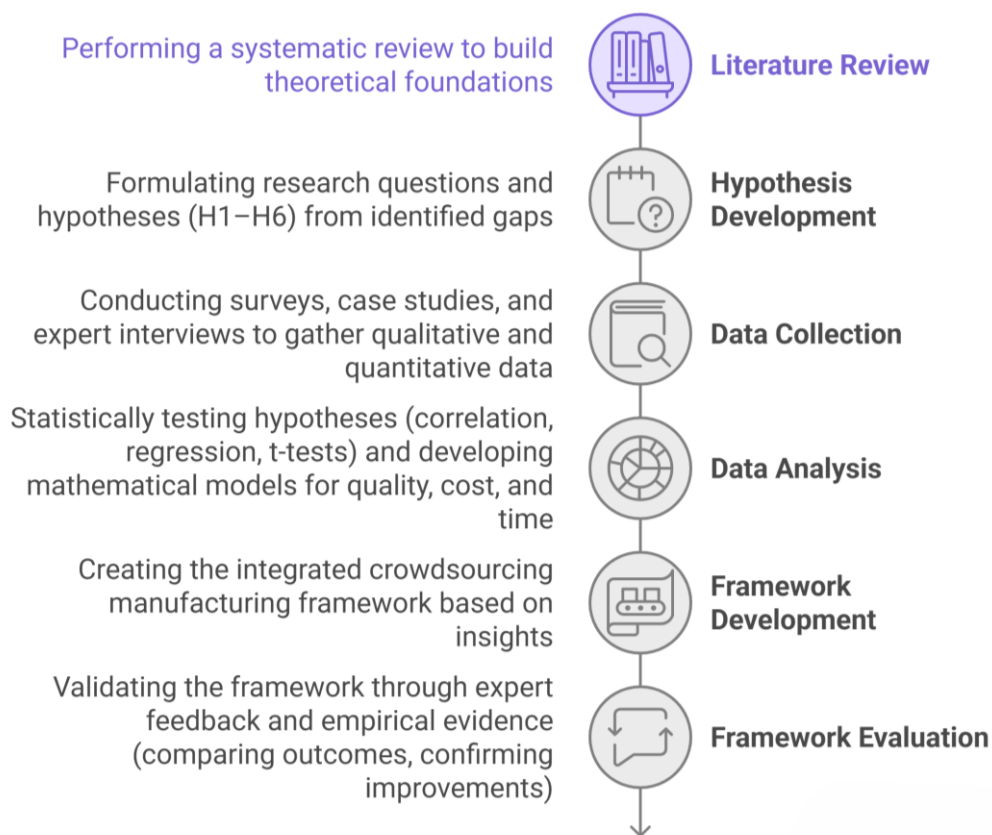 Performing a systematic review to build
theoretical foundations
Literature Review
Formulating research questions and
hypotheses (H1–H6) from identified gaps
Hypothesis
Development
Conducting surveys, case studies, and
expert interviews to gather qualitative and
quantitative data
Data Collection
Statistically testing hypotheses (correlation,
regression, t-tests) and developing
mathematical models for quality, cost, and
time
Data Analysis
Creating the integrated crowdsourcing
manufacturing framework based on
insights
Framework
Development
Validating the framework through expert
feedback and empirical evidence
(comparing outcomes, confirming
improvements)
Framework Evaluation